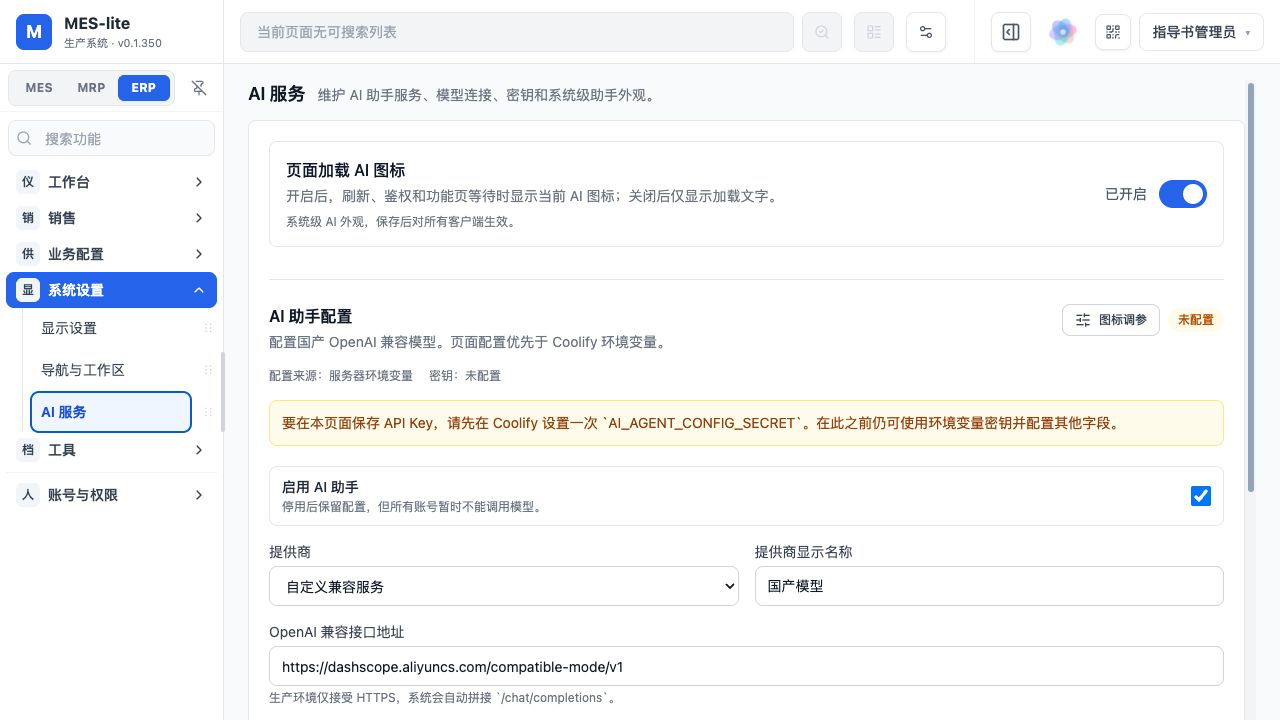 M
MES-lite
生产系统 · v0.1.350
当前页面无可搜索列表
指导书管理员
MES
MRP
ERP
搜索功能
仪 工作台
销 销售
供 业务配置
显 系统设置
显示设置
导航与工作区
AI 服务
档 工具
人 账号与权限
AI 服务 维护 AI 助手服务、模型连接、密钥和系统级助手外观。
页面加载 AI 图标
开启后，刷新、鉴权和功能页等待时显示当前 AI 图标；关闭后仅显示加载文字。
系统级 AI 外观，保存后对所有客户端生效。
已开启
AI 助手配置
配置国产 OpenAI 兼容模型。页面配置优先于 Coolify 环境变量。
图标调参
未配置
配置来源：服务器环境变量 密钥：未配置
要在本页面保存 API Key，请先在 Coolify 设置一次 `AI_AGENT_CONFIG_SECRET`。在此之前仍可使用环境变量密钥并配置其他字段。
启用 AI 助手
停用后保留配置，但所有账号暂时不能调用模型。
提供商
自定义兼容服务
提供商显示名称
国产模型
OpenAI 兼容接口地址
https://dashscope.aliyuncs.com/compatible-mode/v1
生产环境仅接受 HTTPS，系统会自动拼接 `/chat/completions`。